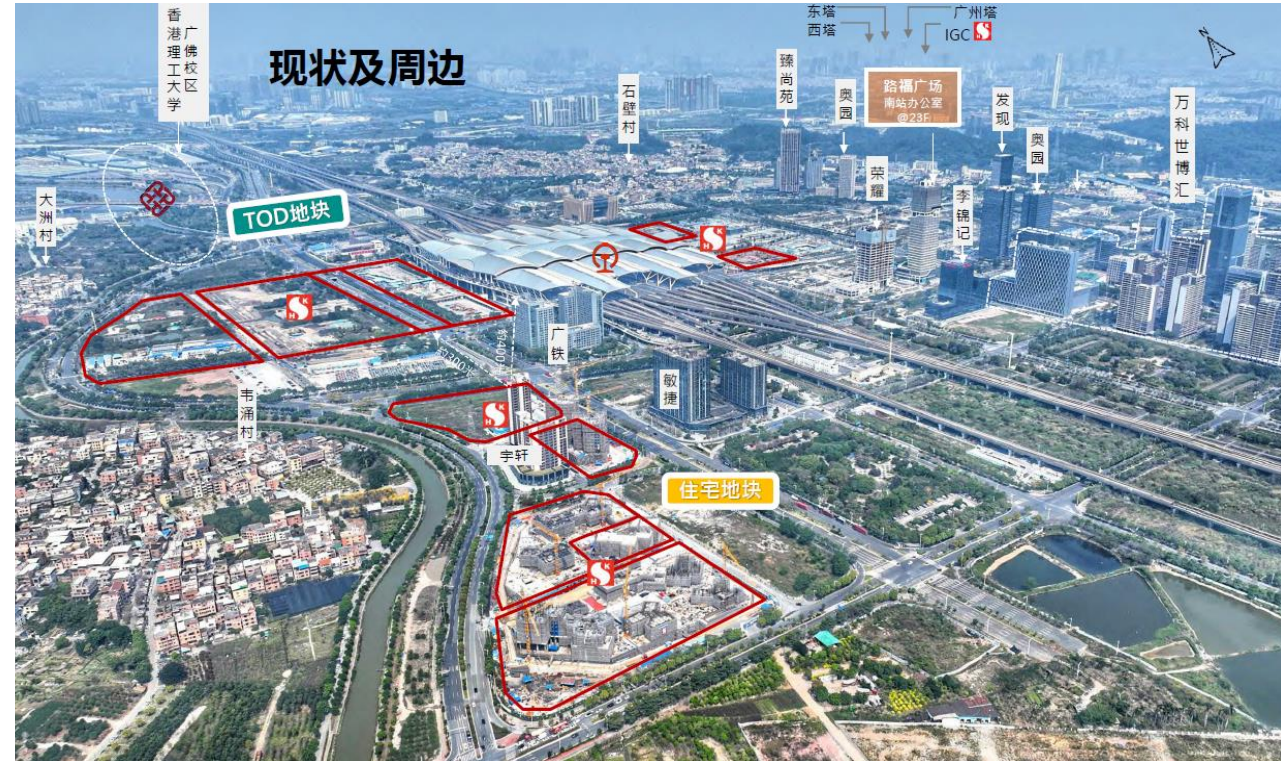 现状及周边
香港理工大学
广佛校区
东塔
西塔
广州塔
IGC
路福广场
南站办公室
@23F
臻尚苑
奥园
发现
奥园
万科世博汇
石壁村
荣耀
李锦记
大洲村
TOD地块
广铁
敏捷
韦涌村
宇轩
住宅地块